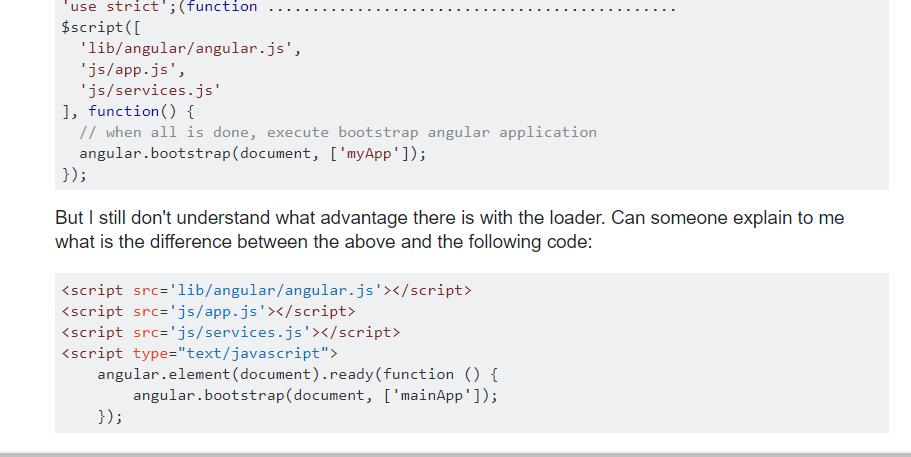 'use strict';(function ...............................................
$script([
  'lib/angular/angular.js',
  'js/app.js',
  'js/services.js'
], function() {
  // when all is done, execute bootstrap angular application
  angular.bootstrap(document, ['myApp']);
});
But I still don't understand what advantage there is with the loader. Can someone explain to me
what is the difference between the above and the following code:
<script src='lib/angular/angular.js'></script>
<script src='js/app.js'></script>
<script src='js/services.js'></script>
<script type="text/javascript">
    angular.element(document).ready(function () {
        angular.bootstrap(document, ['mainApp']);
    });